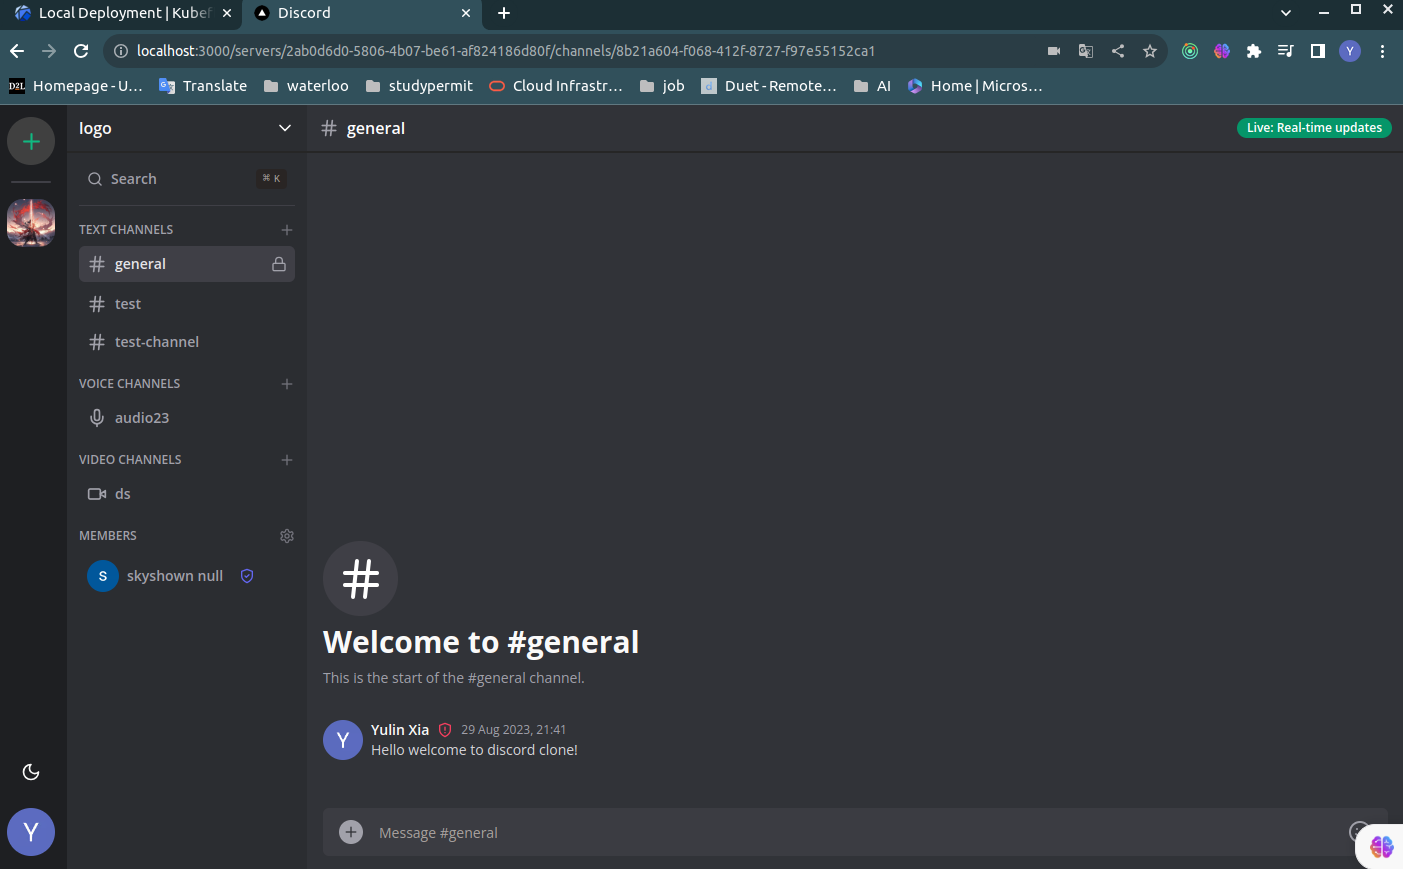 Local Deployment | Kubef
Discord
localhost:3000/servers/2ab0d6d0-5806-4b07-be61-af824186d80f/channels/8b21a604-f068-412f-8727-f97e55152ca1
Y
D2L Homepage - U… Translate waterloo studypermit Cloud Infrastr… job d Duet - Remote… AI Home | Micros…
logo
# general
Live: Real-time updates
Search ⌘ K
TEXT CHANNELS
# general
# test
# test-channel
VOICE CHANNELS
audio23
VIDEO CHANNELS
ds
MEMBERS
S skyshown null
#
Welcome to #general
This is the start of the #general channel.
Y Yulin Xia 29 Aug 2023, 21:41
Hello welcome to discord clone!
Y
Message #general